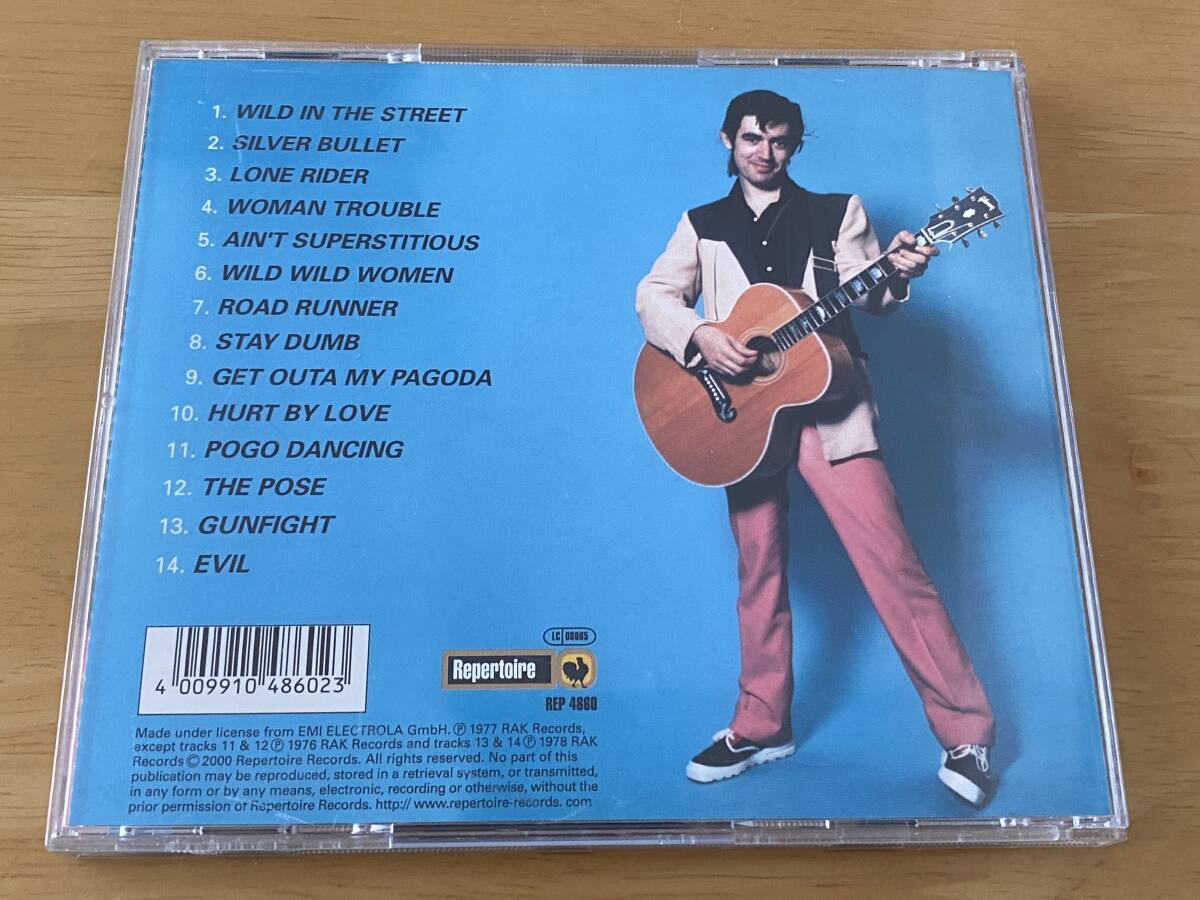 1. WILD IN THE STREET
2. SILVER BULLET
3. LONE RIDER
4. WOMAN TROUBLE
5. AIN'T SUPERSTITIOUS
6. WILD WILD WOMEN
7. ROAD RUNNER
8. STAY DUMB
9. GET OUTA MY PAGODA
10. HURT BY LOVE
11. POGO DANCING
12. THE POSE
13. GUNFIGHT
14. EVIL
4 009910 486023
LC 08865
Repertoire
REP 4860
Made under license from EMI ELECTROLA GmbH. ℗ 1977 RAK Records,
except tracks 11 & 12 ℗ 1976 RAK Records and tracks 13 & 14 ℗ 1978 RAK
Records © 2000 Repertoire Records. All rights reserved. No part of this
publication may be reproduced, stored in a retrieval system, or transmitted,
in any form or by any means, electronic, recording or otherwise, without the
prior permission of Repertoire Records. http://www.repertoire-records.com
Gibson